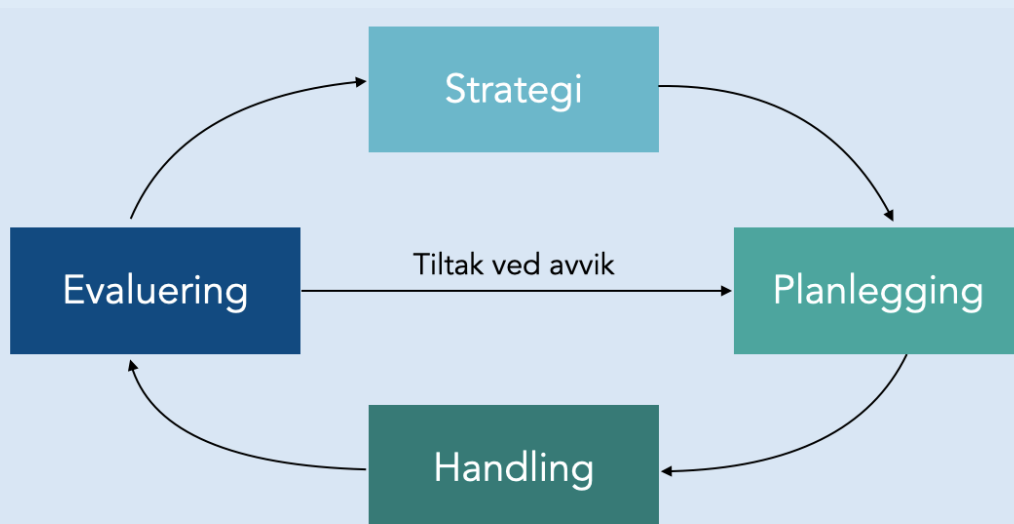 Strategi
Evaluering
Tiltak ved avvik
Planlegging
Handling